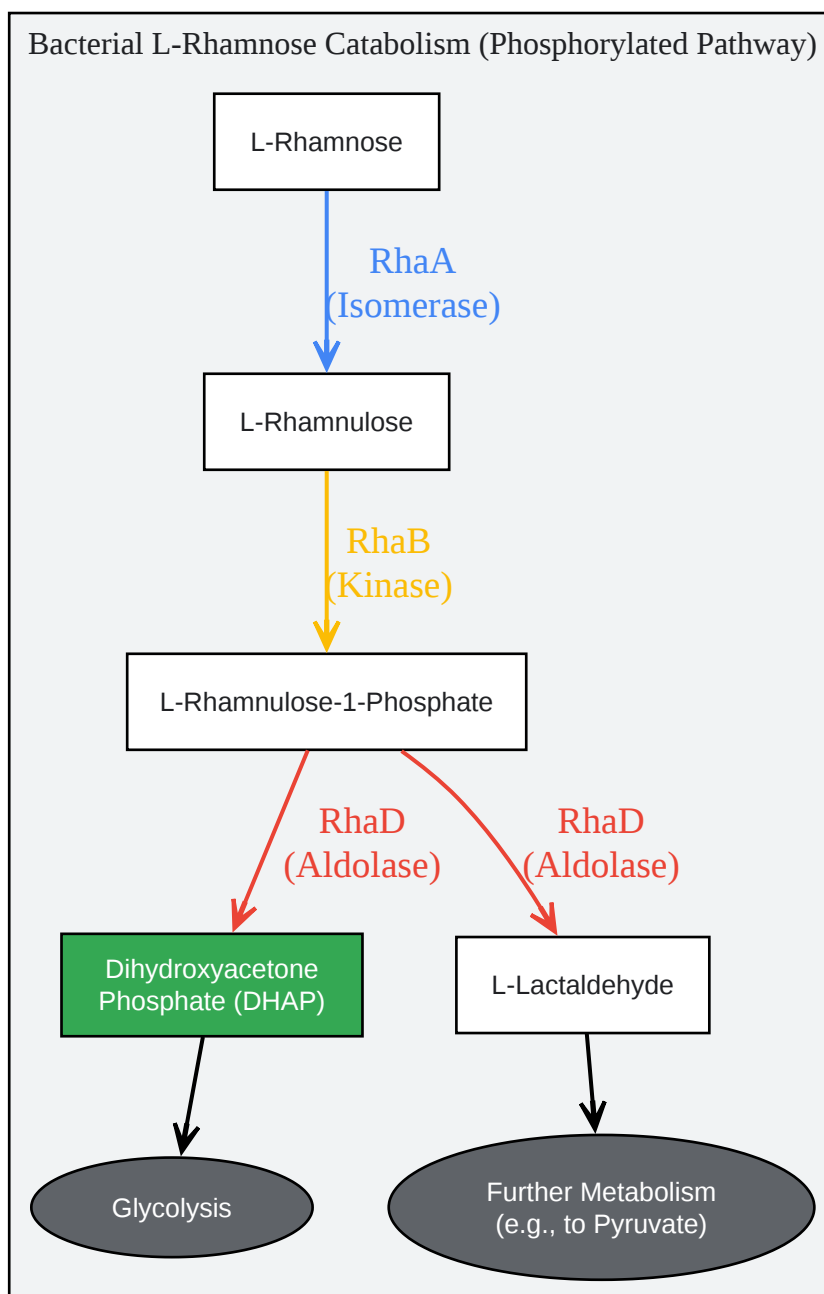 Bacterial L-Rhamnose Catabolism (Phosphorylated Pathway)
L-Rhamnose
RhaA
(Isomerase)
L-Rhamnulose
RhaB
(Kinase)
L-Rhamnulose-1-Phosphate
RhaD
(Aldolase)
RhaD
(Aldolase)
Dihydroxyacetone
Phosphate (DHAP)
L-Lactaldehyde
Glycolysis
Further Metabolism
(e.g., to Pyruvate)